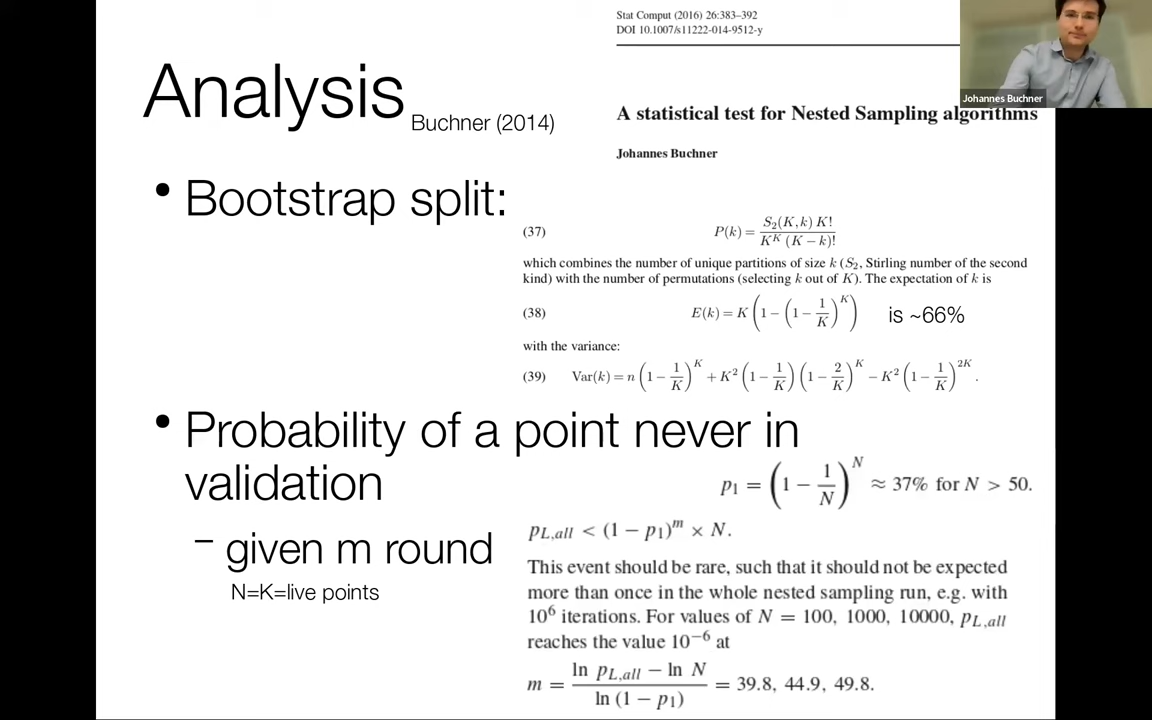 Stat Comput (2016) 26:383–392
DOI 10.1007/s11222-014-9512-y
Johannes Buchner
A statistical test for Nested Sampling algorithms
Johannes Buchner
Analysis Buchner (2014)
• Bootstrap split:
(37) P(k) = S₂(K, k) K! / K^K (K − k)!
which combines the number of unique partitions of size k (S₂, Stirling number of the second
kind) with the number of permutations (selecting k out of K). The expectation of k is
(38) E(k) = K (1 − (1 − 1/K)^K) is ~66%
with the variance:
(39) Var(k) = n (1 − 1/K)^K + K² (1 − 1/K) (1 − 2/K)^K − K² (1 − 1/K)^2K .
• Probability of a point never in
validation
p₁ = (1 − 1/N)^N ≈ 37% for N > 50.
– given m round
N=K=live points
p_L,all < (1 − p₁)^m × N.
This event should be rare, such that it should not be expected
more than once in the whole nested sampling run, e.g. with
10⁶ iterations. For values of N = 100, 1000, 10000, p_L,all
reaches the value 10⁻⁶ at
m = ln p_L,all − ln N / ln (1 − p₁) = 39.8, 44.9, 49.8.